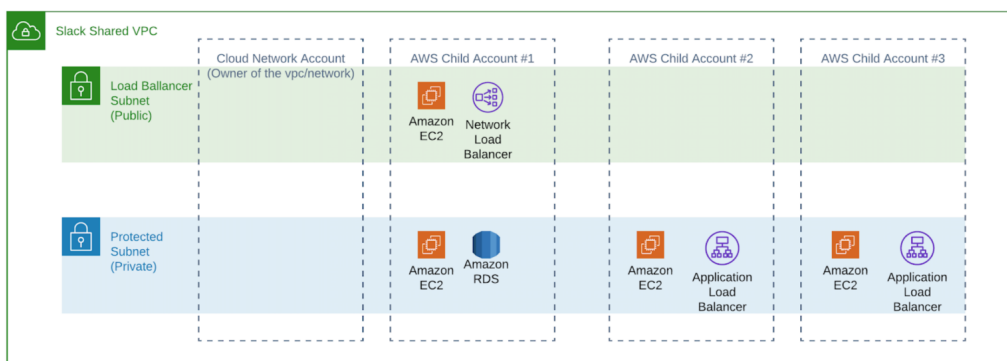 Slack Shared VPC
Cloud Network Account
(Owner of the vpc/network)
AWS Child Account #1
AWS Child Account #2
AWS Child Account #3
Load Ballancer
Subnet
(Public)
Amazon
EC2
Network
Load
Balancer
Protected
Subnet
(Private)
Amazon
EC2
Amazon
RDS
Amazon
EC2
Application
Load
Balancer
Amazon
EC2
Application
Load
Balancer